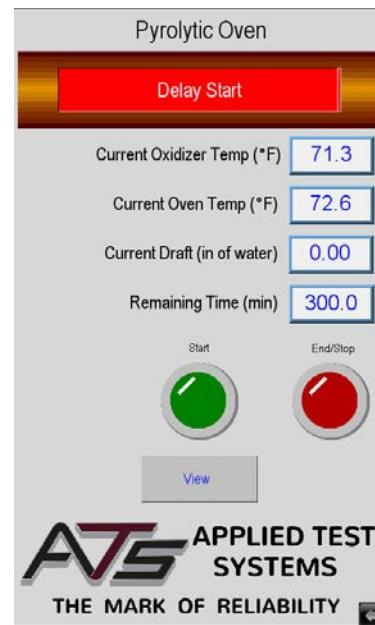 Pyrolytic Oven
Delay Start
Current Oxidizer Temp (°F) 71.3
Current Oven Temp (°F) 72.6
Current Draft (in of water) 0.00
Remaining Time (min) 300.0
Start End/Stop
View
ATS APPLIED TEST
SYSTEMS
THE MARK OF RELIABILITY